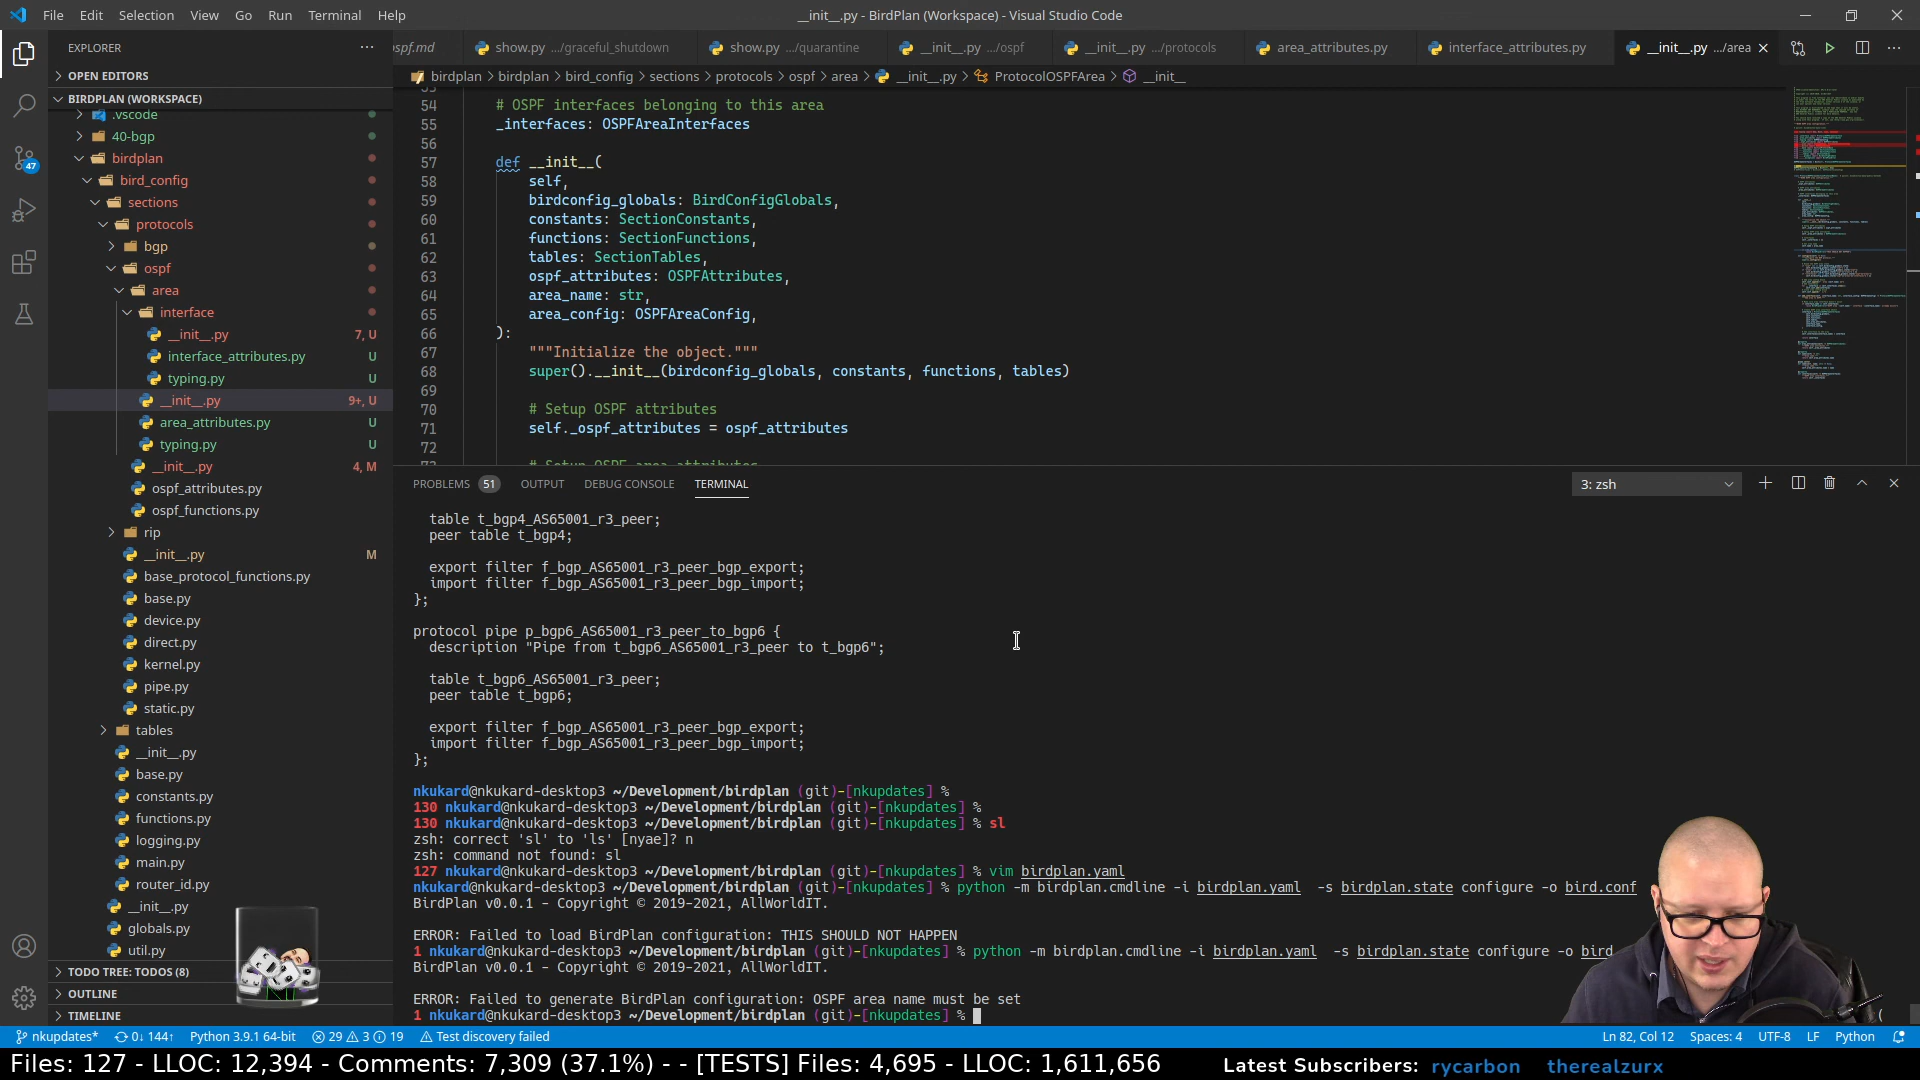 File Edit Selection View Go Run Terminal Help
__init__.py - BirdPlan (Workspace) - Visual Studio Code
EXPLORER
OPEN EDITORS
BIRDPLAN (WORKSPACE)
.vscode
40-bgp
birdplan
bird_config
sections
protocols
bgp
ospf
area
interface
__init__.py 7, U
interface_attributes.py U
typing.py U
__init__.py 9+, U
area_attributes.py U
typing.py U
__init__.py 4, M
ospf_attributes.py
ospf_functions.py
rip
__init__.py M
base_protocol_functions.py
base.py
device.py
direct.py
kernel.py
pipe.py
static.py
tables
__init__.py
base.py
constants.py
functions.py
logging.py
main.py
router_id.py
__init__.py
globals.py
util.py
TODO TREE: TODOS (8)
OUTLINE
TIMELINE
47
ospf.md show.py .../graceful_shutdown show.py .../quarantine __init__.py .../ospf __init__.py .../protocols area_attributes.py interface_attributes.py __init__.py .../area
birdplan > birdplan > bird_config > sections > protocols > ospf > area > __init__.py > ProtocolOSPFArea > __init__
53
54 # OSPF interfaces belonging to this area
55 _interfaces: OSPFAreaInterfaces
56
57 def __init__(
58 self,
59 birdconfig_globals: BirdConfigGlobals,
60 constants: SectionConstants,
61 functions: SectionFunctions,
62 tables: SectionTables,
63 ospf_attributes: OSPFAttributes,
64 area_name: str,
65 area_config: OSPFAreaConfig,
66 ):
67 """Initialize the object."""
68 super().__init__(birdconfig_globals, constants, functions, tables)
69
70 # Setup OSPF attributes
71 self._ospf_attributes = ospf_attributes
72
73 # Setup OSPF area attributes
PROBLEMS 51 OUTPUT DEBUG CONSOLE TERMINAL
3: zsh
table t_bgp4_AS65001_r3_peer;
peer table t_bgp4;
export filter f_bgp_AS65001_r3_peer_bgp_export;
import filter f_bgp_AS65001_r3_peer_bgp_import;
};
protocol pipe p_bgp6_AS65001_r3_peer_to_bgp6 {
description "Pipe from t_bgp6_AS65001_r3_peer to t_bgp6";
table t_bgp6_AS65001_r3_peer;
peer table t_bgp6;
export filter f_bgp_AS65001_r3_peer_bgp_export;
import filter f_bgp_AS65001_r3_peer_bgp_import;
};
nkukard@nkukard-desktop3 ~/Development/birdplan (git)-[nkupdates] %
130 nkukard@nkukard-desktop3 ~/Development/birdplan (git)-[nkupdates] %
130 nkukard@nkukard-desktop3 ~/Development/birdplan (git)-[nkupdates] % sl
zsh: correct 'sl' to 'ls' [nyae]? n
zsh: command not found: sl
127 nkukard@nkukard-desktop3 ~/Development/birdplan (git)-[nkupdates] % vim birdplan.yaml
nkukard@nkukard-desktop3 ~/Development/birdplan (git)-[nkupdates] % python -m birdplan.cmdline -i birdplan.yaml -s birdplan.state configure -o bird.conf
BirdPlan v0.0.1 - Copyright © 2019-2021, AllWorldIT.
ERROR: Failed to load BirdPlan configuration: THIS SHOULD NOT HAPPEN
1 nkukard@nkukard-desktop3 ~/Development/birdplan (git)-[nkupdates] % python -m birdplan.cmdline -i birdplan.yaml -s birdplan.state configure -o bird
BirdPlan v0.0.1 - Copyright © 2019-2021, AllWorldIT.
ERROR: Failed to generate BirdPlan configuration: OSPF area name must be set
1 nkukard@nkukard-desktop3 ~/Development/birdplan (git)-[nkupdates] %
nkupdates* 0↓ 144↑ Python 3.9.1 64-bit 29 3 19 Test discovery failed
Ln 82, Col 12 Spaces: 4 UTF-8 LF Python
Files: 127 - LLOC: 12,394 - Comments: 7,309 (37.1%) - - [TESTS] Files: 4,695 - LLOC: 1,611,656
Latest Subscribers: rycarbon therealzurx